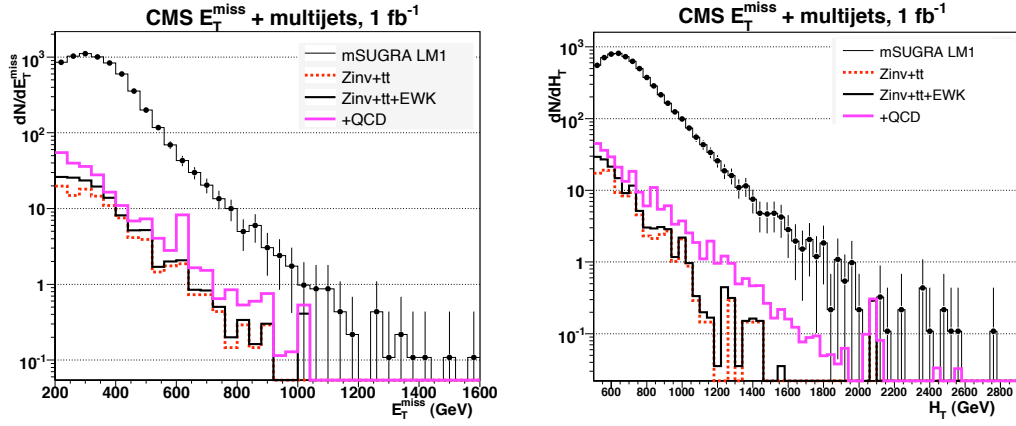 CMS E_T^miss + multijets, 1 fb^-1
dN/dE_T^miss
mSUGRA LM1
Zinv+tt
Zinv+tt+EWK
+QCD
10^3
10^2
10
1
10^-1
200 400 600 800 1000 1200 1400 1600
E_T^miss (GeV)
CMS E_T^miss + multijets, 1 fb^-1
dN/dH_T
mSUGRA LM1
Zinv+tt
Zinv+tt+EWK
+QCD
10^3
10^2
10
1
10^-1
600 800 1000 1200 1400 1600 1800 2000 2200 2400 2600 2800
H_T (GeV)